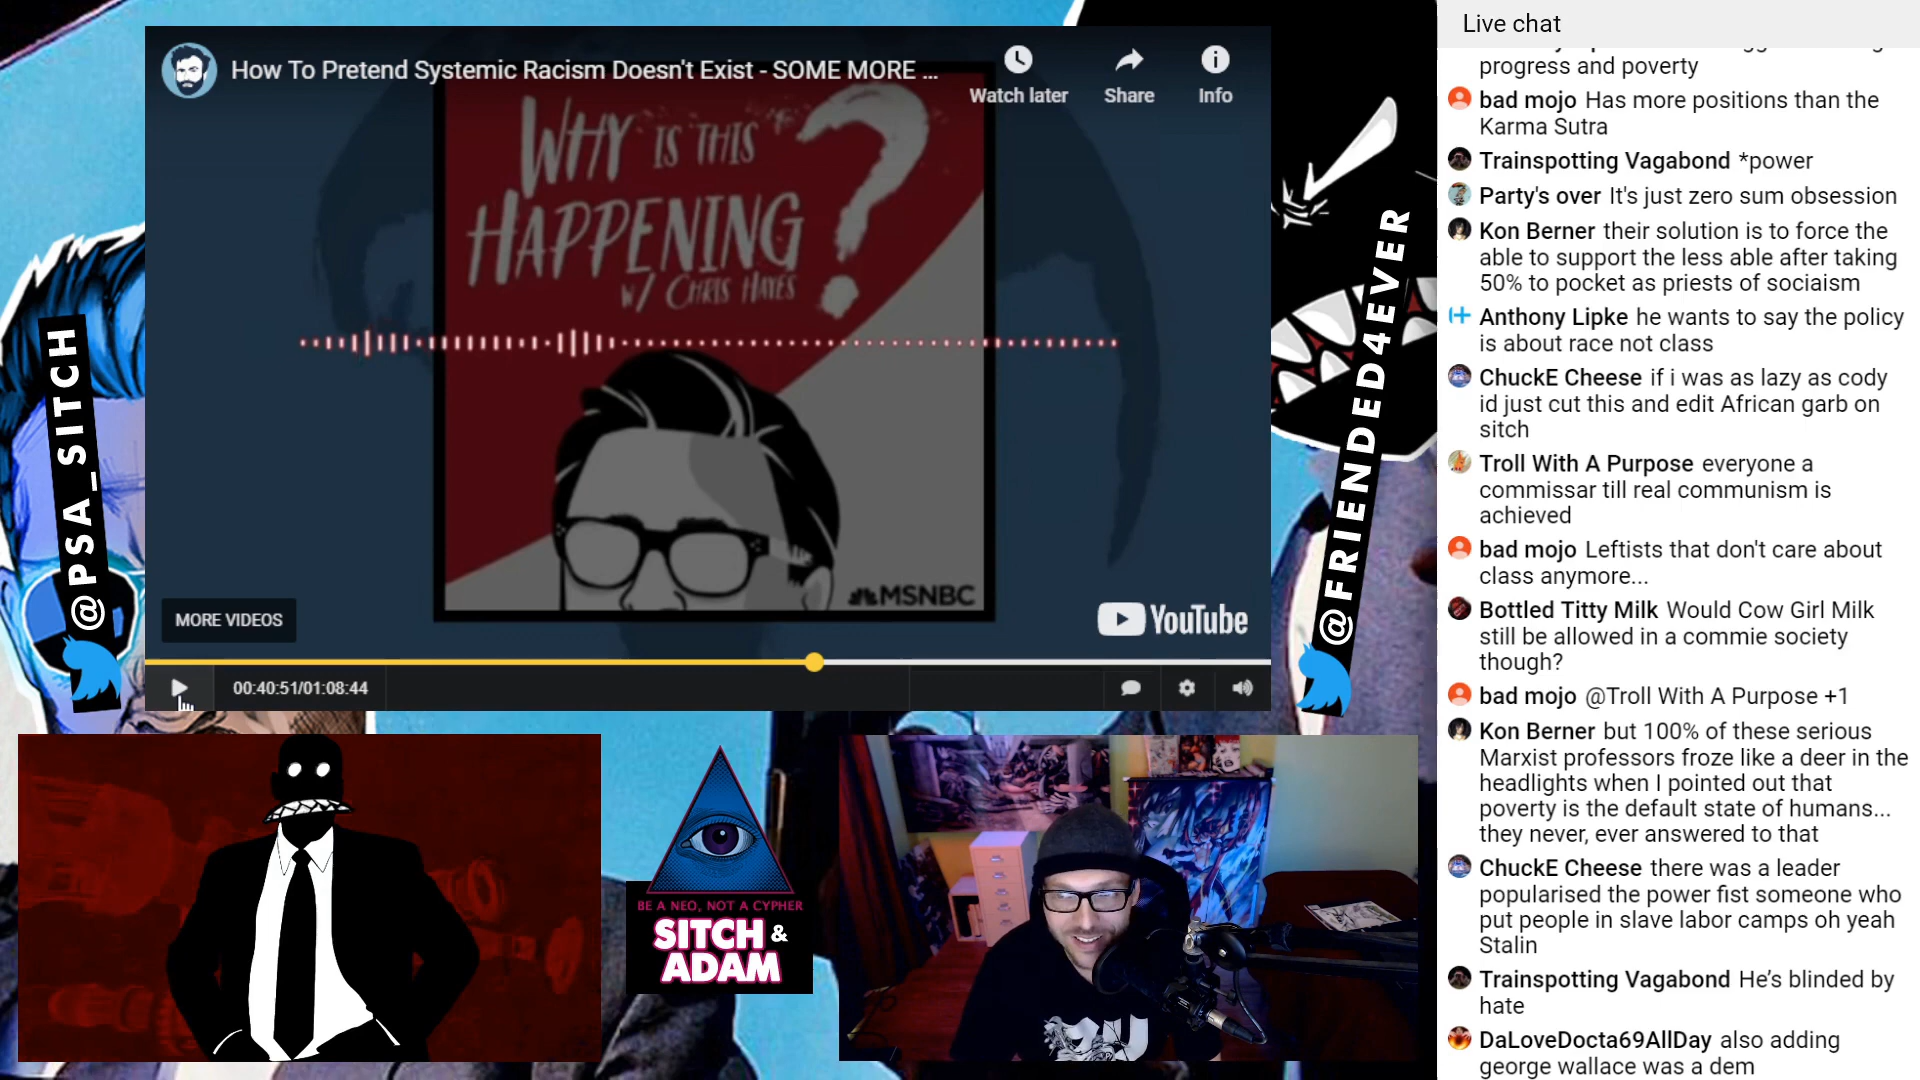 Live chat
progress and poverty
bad mojo Has more positions than the
Karma Sutra
Trainspotting Vagabond *power
Party's over It's just zero sum obsession
Kon Berner their solution is to force the
able to support the less able after taking
50% to pocket as priests of sociaism
Anthony Lipke he wants to say the policy
is about race not class
ChuckE Cheese if i was as lazy as cody
id just cut this and edit African garb on
sitch
Troll With A Purpose everyone a
commissar till real communism is
achieved
bad mojo Leftists that don't care about
class anymore...
Bottled Titty Milk Would Cow Girl Milk
still be allowed in a commie society
though?
bad mojo @Troll With A Purpose +1
Kon Berner but 100% of these serious
Marxist professors froze like a deer in the
headlights when I pointed out that
poverty is the default state of humans...
they never, ever answered to that
ChuckE Cheese there was a leader
popularised the power fist someone who
put people in slave labor camps oh yeah
Stalin
Trainspotting Vagabond He’s blinded by
hate
DaLoveDocta69AllDay also adding
george wallace was a dem
How To Pretend Systemic Racism Doesn't Exist - SOME MORE ...
Watch later
Share
Info
WHY IS THIS
HAPPENING?
W/ CHRIS HAYES
MSNBC
MORE VIDEOS
YouTube
00:40:51/01:08:44
@PSA_SITCH
@FRIENDED4EVER
BE A NEO, NOT A CYPHER
SITCH &
ADAM